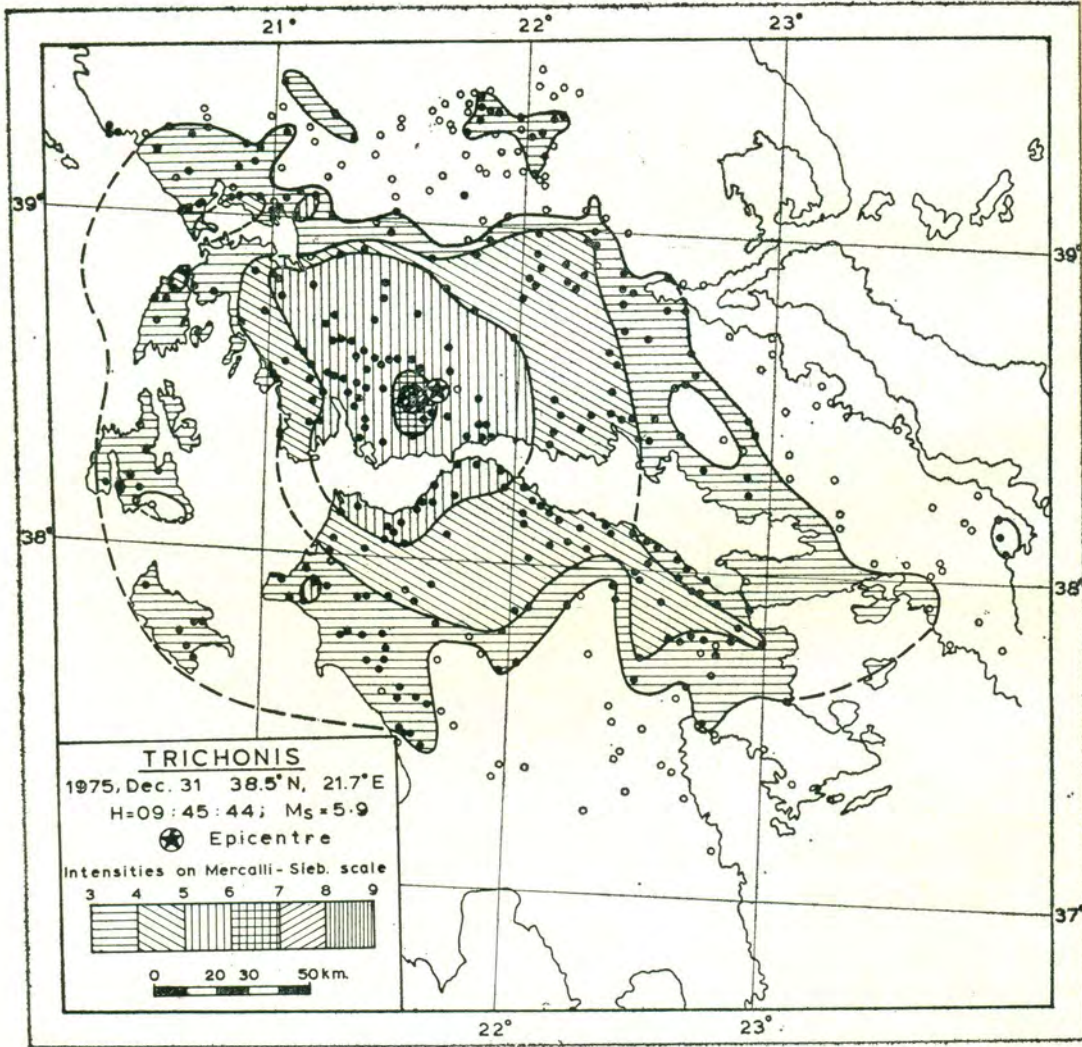 21° 22° 23°
39°
39°
38°
38°
37°
TRICHONIS
1975, Dec. 31 38.5°N, 21.7°E
H=09:45:44; Ms=5.9
Epicentre
Intensities on Mercalli-Sieb. scale
3 4 5 6 7 8 9
0 20 30 50km.
22° 23°